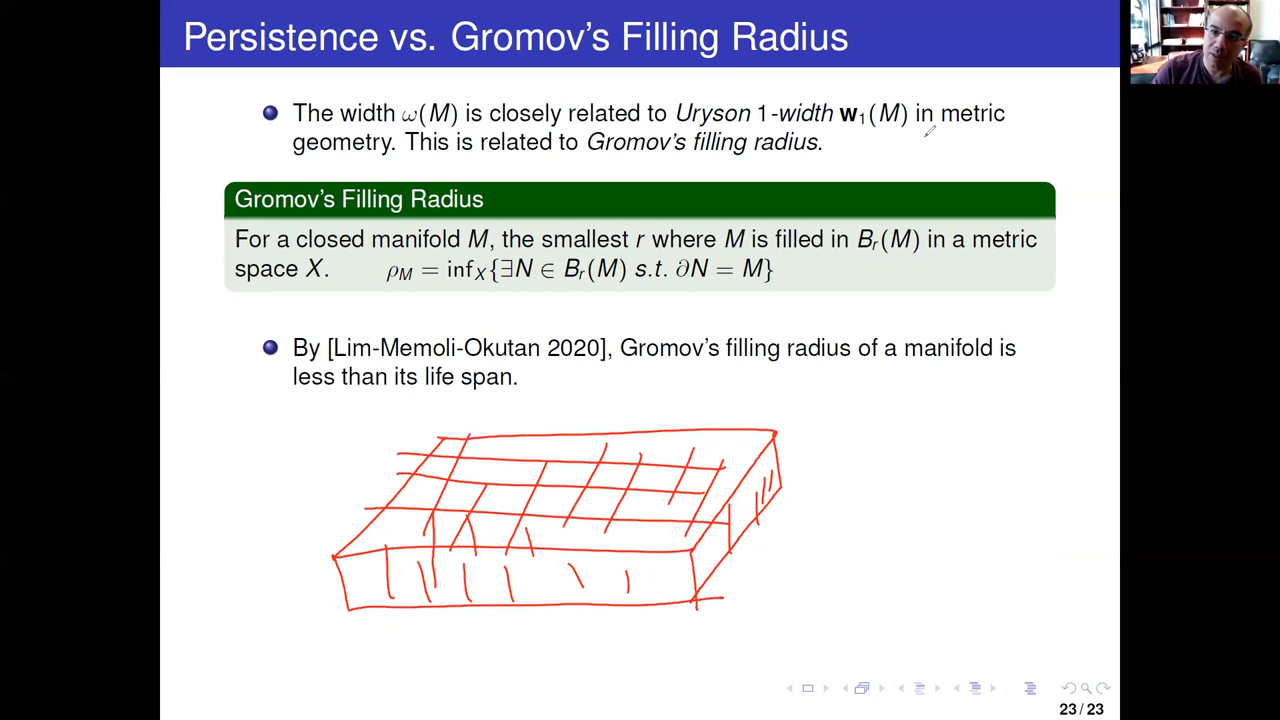 Persistence vs. Gromov's Filling Radius
The width ω(M) is closely related to Uryson 1-width w₁(M) in metric
geometry. This is related to Gromov's filling radius.
Gromov's Filling Radius
For a closed manifold M, the smallest r where M is filled in Bᵣ(M) in a metric
space X. ρ_M = inf_X{∃N ∈ Bᵣ(M) s.t. ∂N = M}
By [Lim-Memoli-Okutan 2020], Gromov's filling radius of a manifold is
less than its life span.
23/23